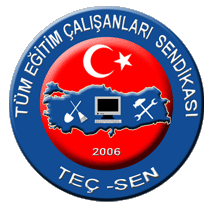 TÜM EĞİTİM ÇALIŞANLARI SENDİKASI
2006
TEÇ -SEN